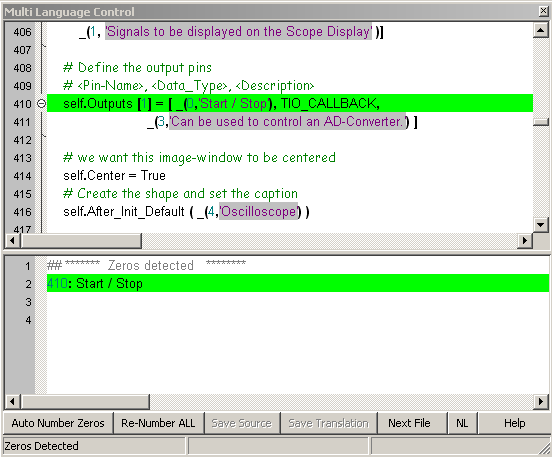 Multi Language Control
406 _(1, 'Signals to be displayed on the Scope Display' )]
407
408 # Define the output pins
409 # <Pin-Name>, <Data_Type>, <Description>
410 self.Outputs [1] = [ _(0,'Start / Stop'), TIO_CALLBACK,
411 _(3,'Can be used to control an AD-Converter.') ]
412
413 # we want this image-window to be centered
414 self.Center = True
415 # Create the shape and set the caption
416 self.After_Init_Default ( _(4,'Oscilloscope') )
417
1 ## ******* Zeros detected ********
2 410: Start / Stop
3
4
Auto Number Zeros Re-Number ALL Save Source Save Translation Next File NL Help
Zeros Detected